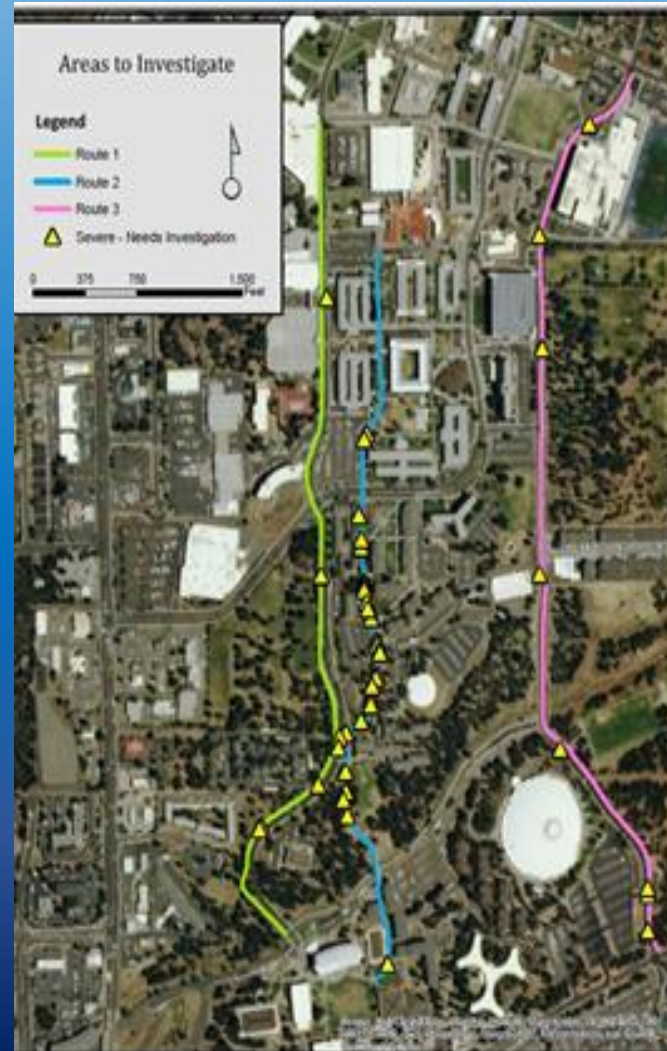 Areas to Investigate
Legend
Route 1
Route 2
Route 3
Severe - Needs Investigation
0 375 750 1,500
Feet